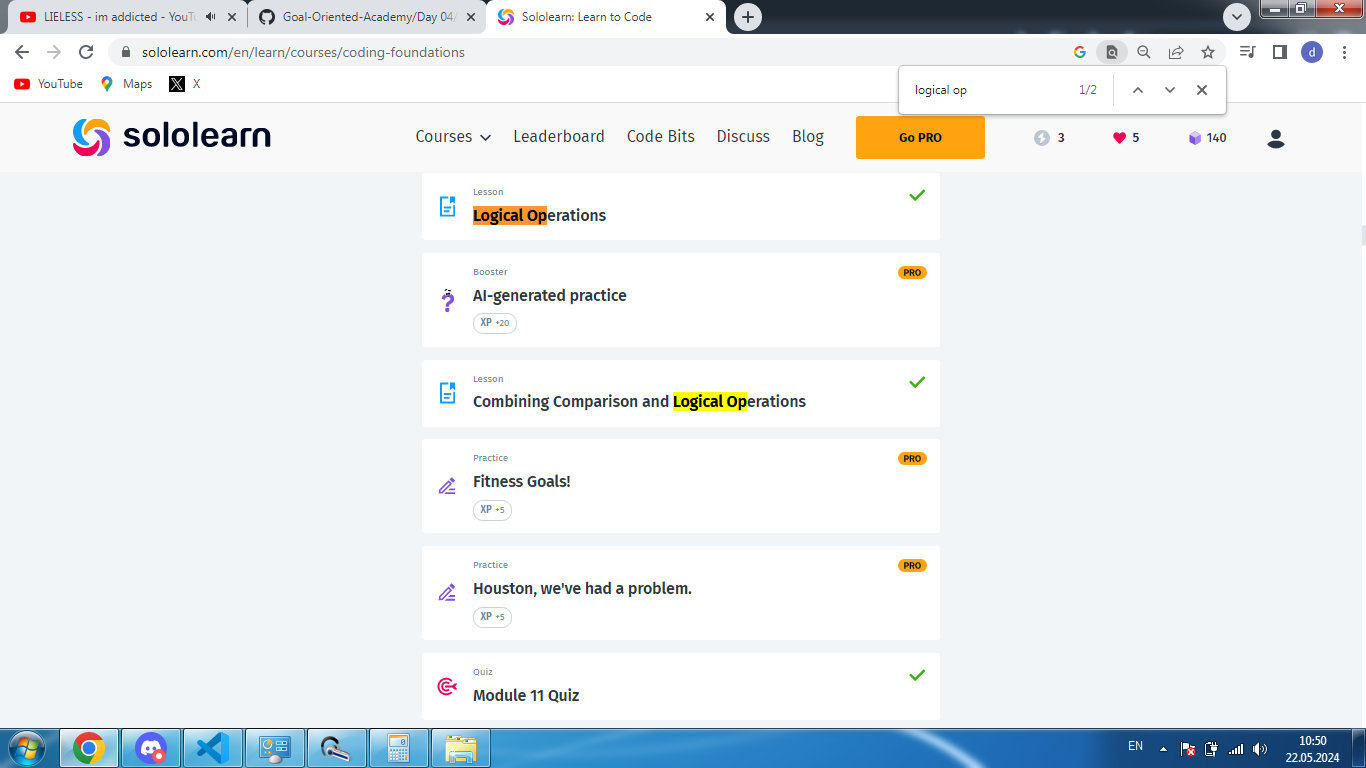 LIELESS - im addicted - YouTu
Goal-Oriented-Academy/Day 04/
Sololearn: Learn to Code
sololearn.com/en/learn/courses/coding-foundations
YouTube
Maps
X
logical op
1/2
sololearn
Courses
Leaderboard
Code Bits
Discuss
Blog
Go PRO
3
5
140
Lesson
Logical Operations
Booster
PRO
AI-generated practice
XP +20
Lesson
Combining Comparison and Logical Operations
Practice
PRO
Fitness Goals!
XP +5
Practice
PRO
Houston, we've had a problem.
XP +5
Quiz
Module 11 Quiz
EN
10:50
22.05.2024